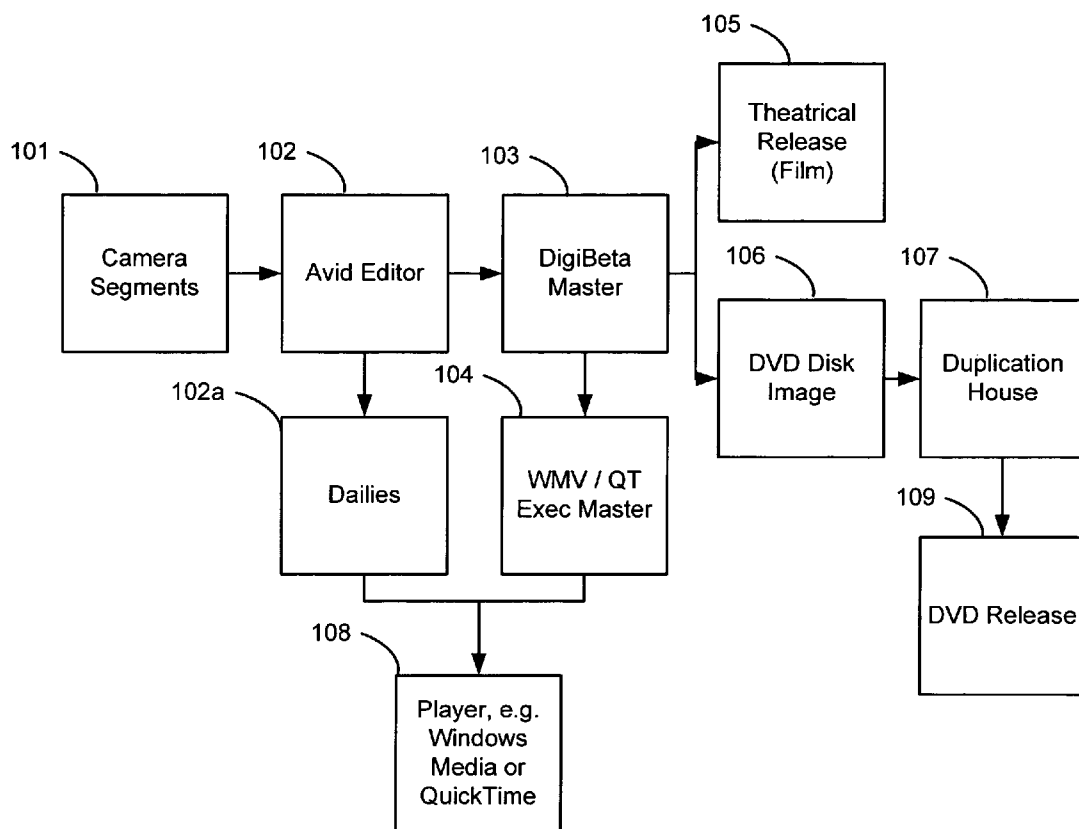 105
Theatrical
Release
(Film)
101
Camera
Segments
102
Avid Editor
103
DigiBeta
Master
106
DVD Disk
Image
107
Duplication
House
102a
Dailies
104
WMV / QT
Exec Master
109
DVD Release
108
Player, e.g.
Windows
Media or
QuickTime